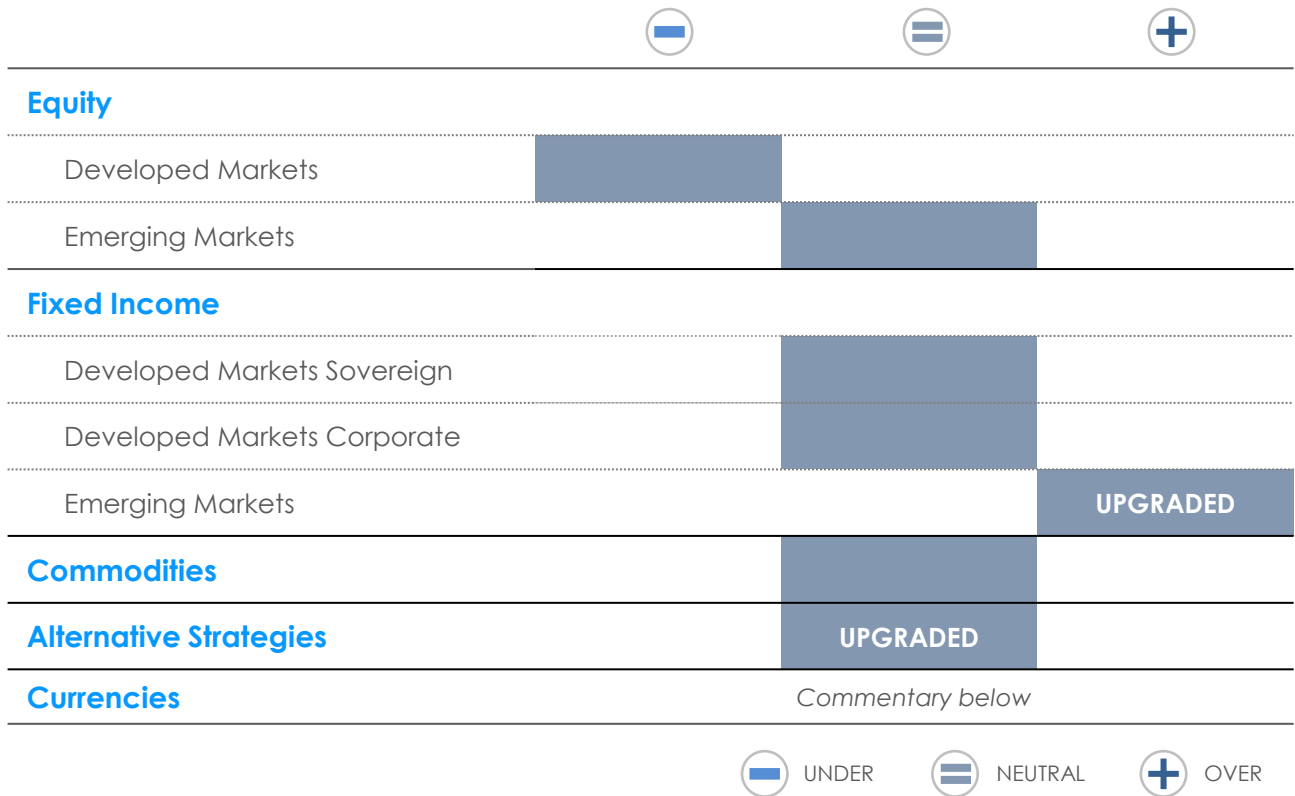 Equity
Developed Markets
Emerging Markets
Fixed Income
Developed Markets Sovereign
Developed Markets Corporate
Emerging Markets UPGRADED
Commodities
Alternative Strategies UPGRADED
Currencies Commentary below
UNDER NEUTRAL OVER